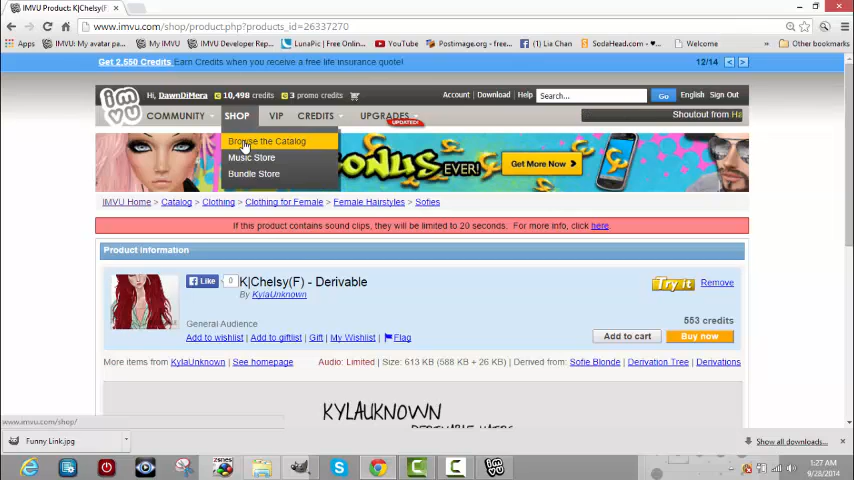 IMVU Product: K|Chelsy(F)
www.imvu.com/shop/product.php?products_id=26337270
Apps IMVU: My avatar pa My IMVU IMVU Developer Rep LunaPic | Free Onlin YouTube Postimage.org: free Lia Chan SodaHead.com - Welcome » Other bookmarks
Get 2,550 Credits Earn Credits when you receive a free life insurance quote! 12/14 < >
imvu Hi, DawnDiMera 10,498 credits 3 promo credits Account | Download | Help Search... Go English Sign Out
COMMUNITY SHOP VIP CREDITS UPGRADES UPDATED! Shoutout from Ha
Browse the Catalog
Music Store
Bundle Store
BONUS EVER! Get More Now
IMVU Home > Catalog > Clothing > Clothing for Female > Female Hairstyles > Sofies
If this product contains sound clips, they will be limited to 20 seconds. For more info, click here.
Product Information
Like 0 K|Chelsy(F) - Derivable Try it Remove
By KylaUnknown
General Audience 553 credits
Add to wishlist | Add to giftlist | Gift | My Wishlist | Flag Add to cart Buy now
More items from KylaUnknown | See homepage Audio: Limited | Size: 613 KB (588 KB + 26 KB) | Derived from: Sofie Blonde | Derivation Tree | Derivations
KYLAUNKNOWN
www.imvu.com/shop/
Funny Link.jpg Show all downloads...
1:27 AM
9/28/2014